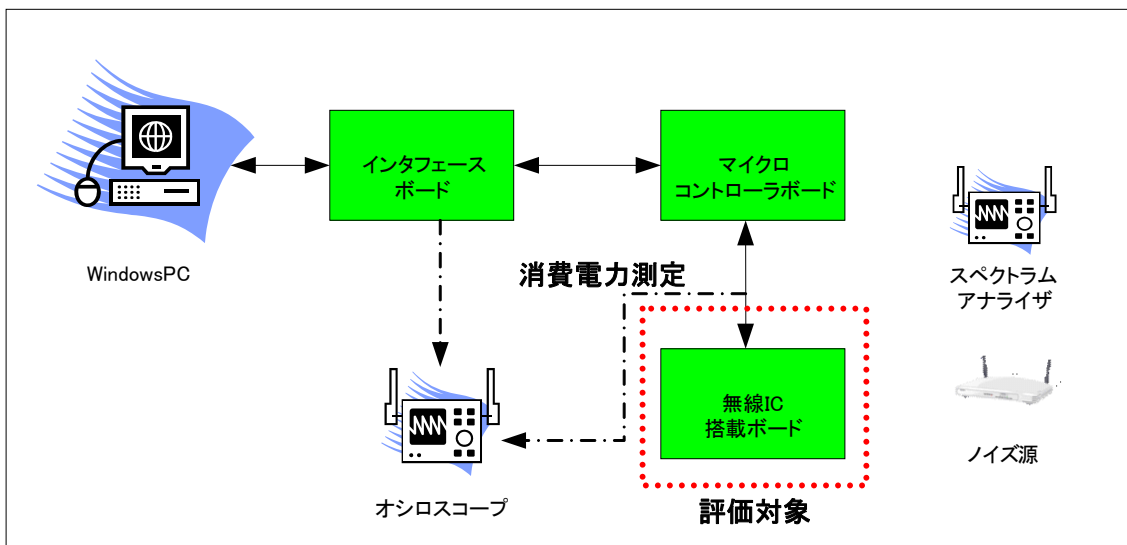 インタフェース
ボード
マイクロ
コントローラボード
WindowsPC
消費電力測定
スペクトラム
アナライザ
無線IC
搭載ボード
ノイズ源
オシロスコープ
評価対象